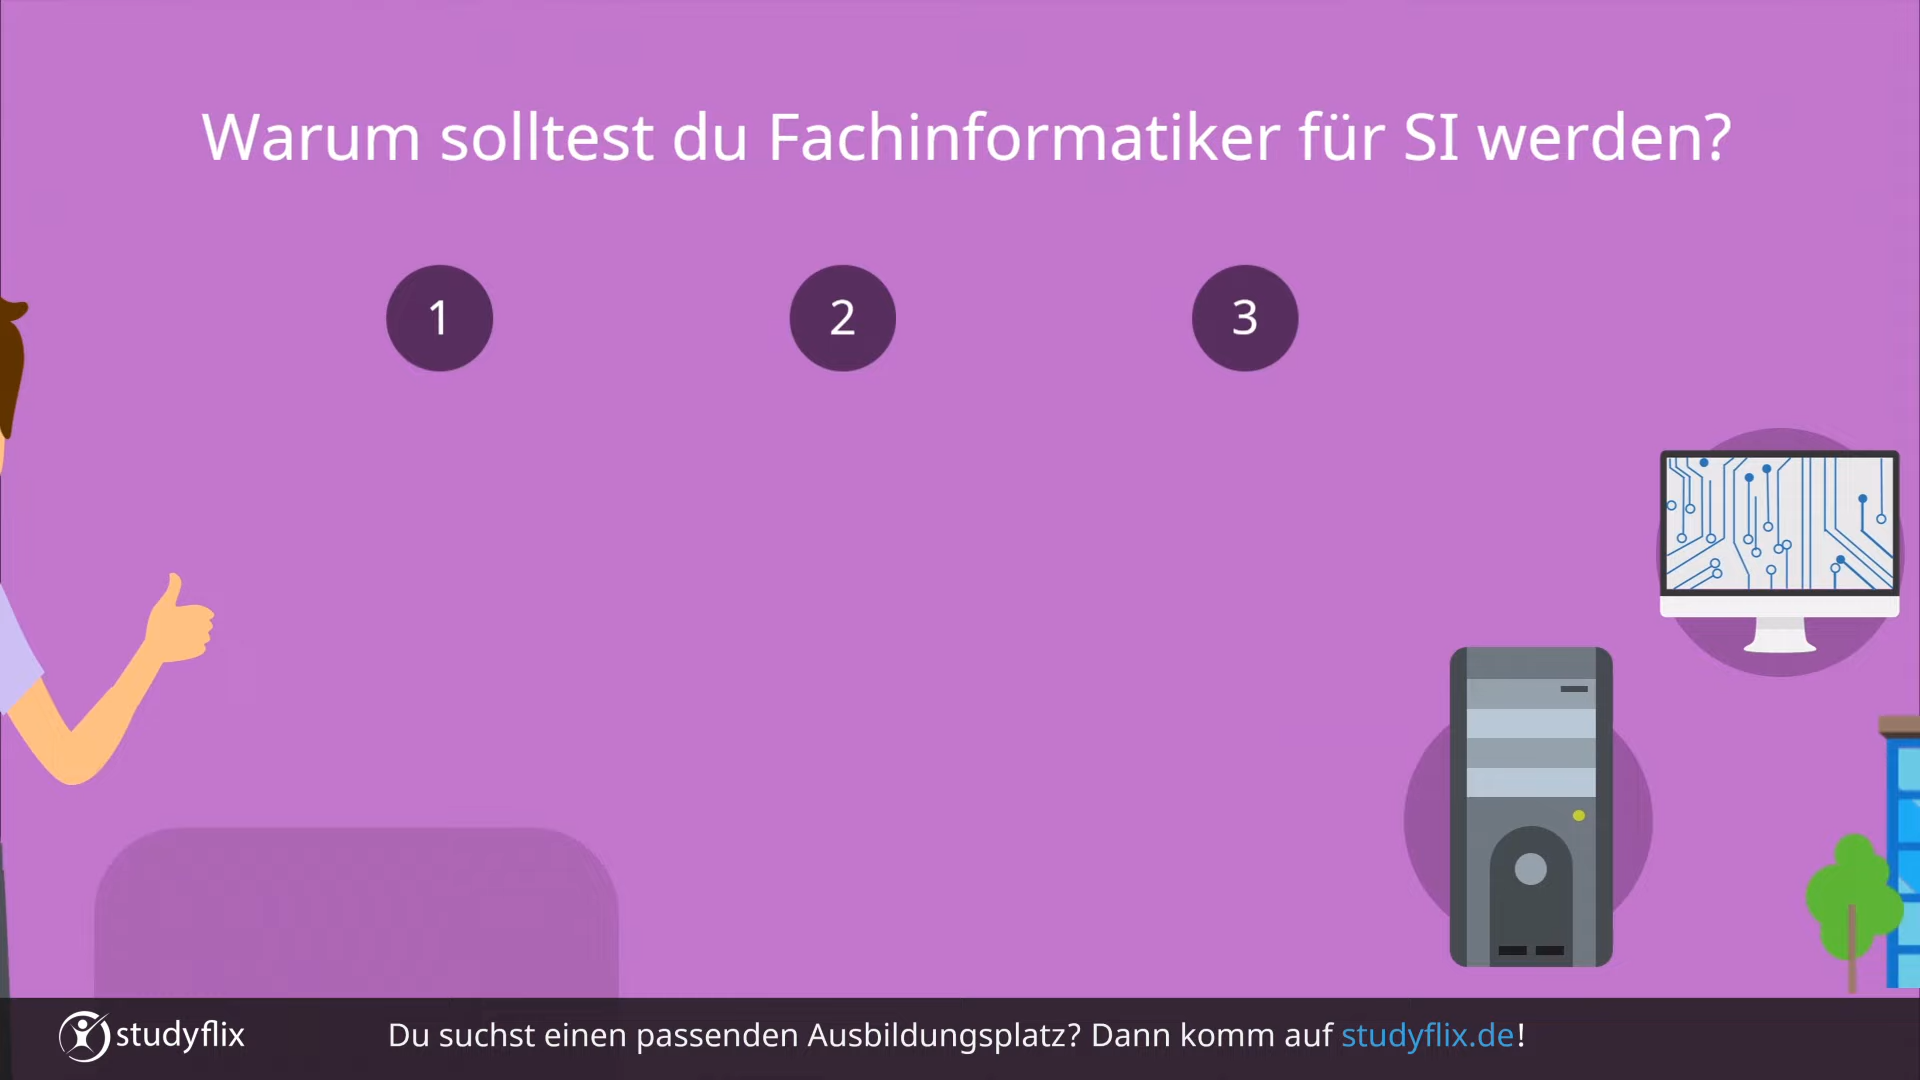 Warum solltest du Fachinformatiker für SI werden?
1 2 3
studyflix Du suchst einen passenden Ausbildungsplatz? Dann komm auf studyflix.de!